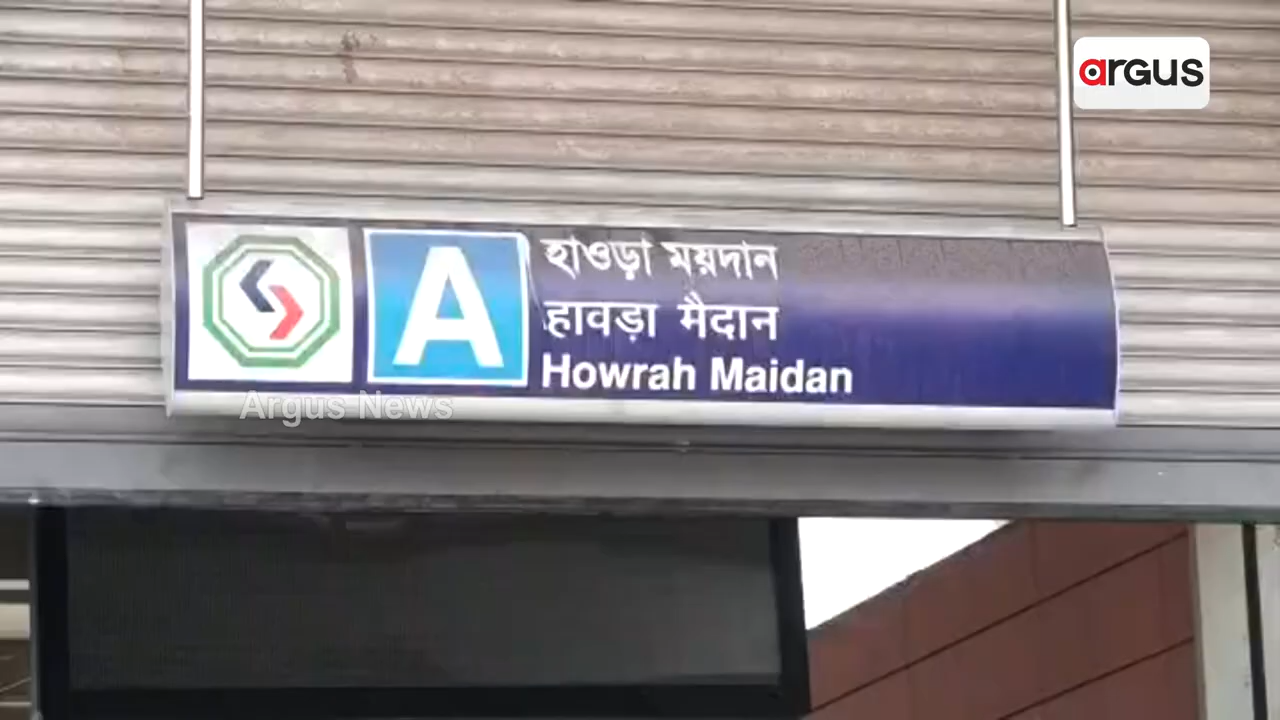 argus
A
হাওড়া ময়দান
हावड़ा मैदान
Howrah Maidan
Argus News